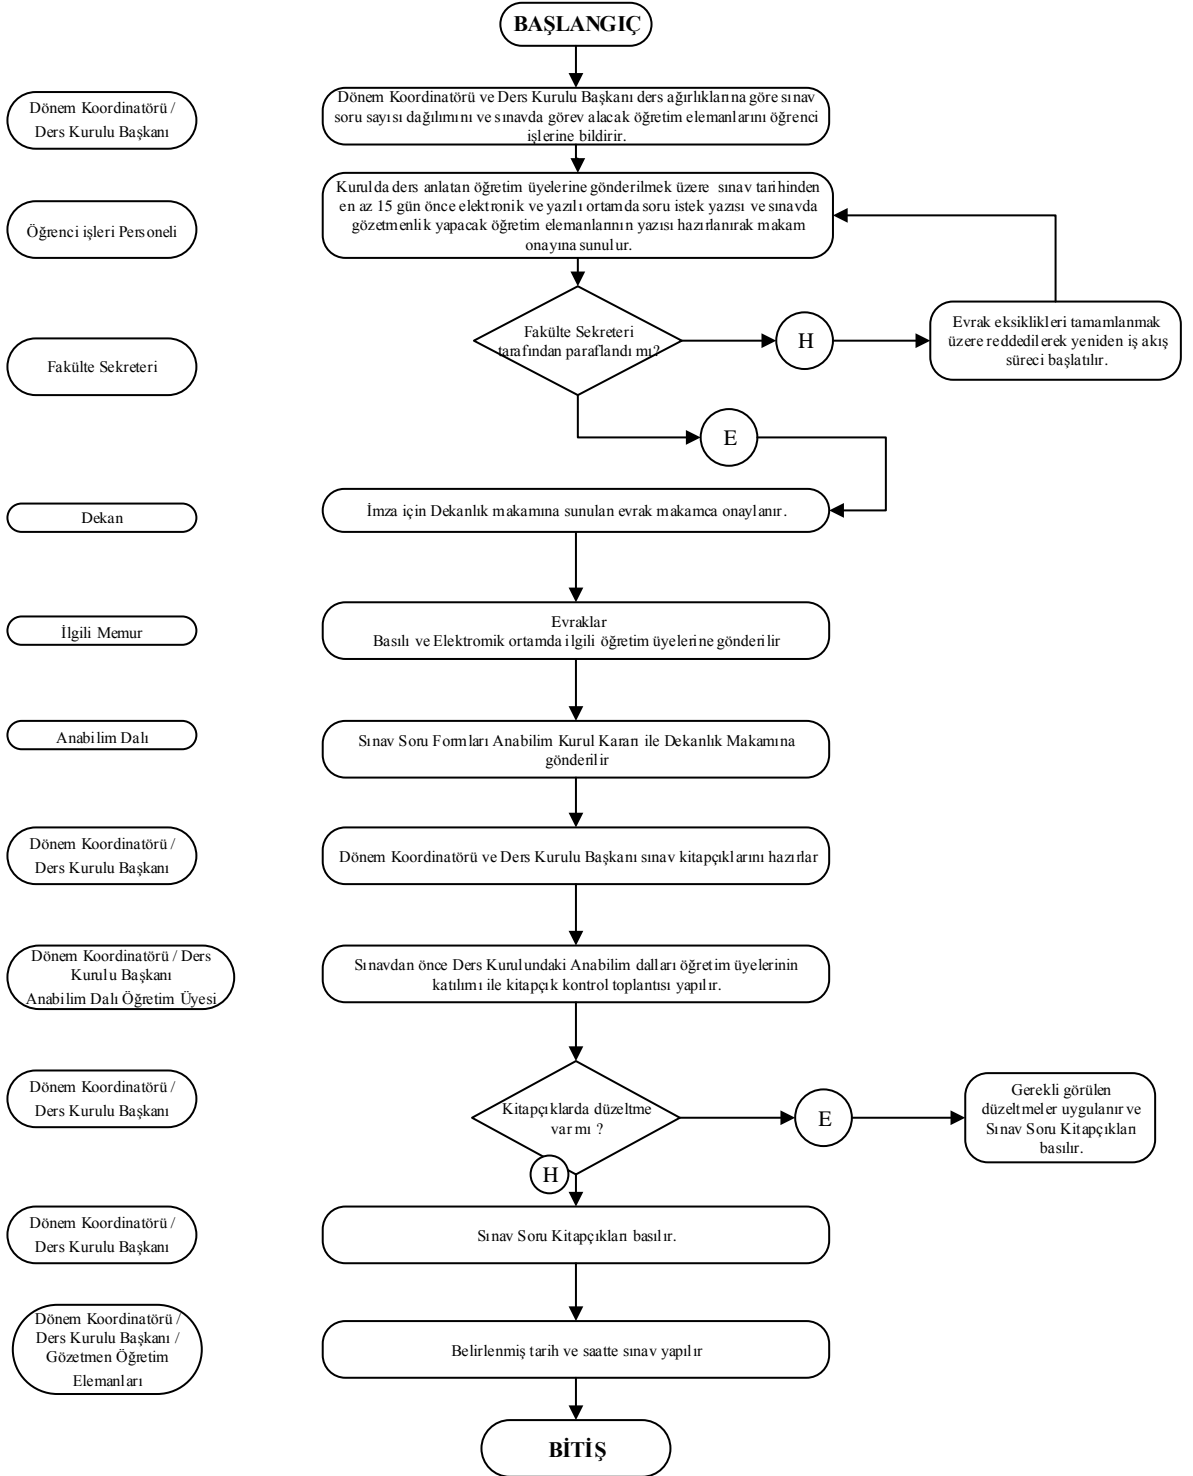 BAŞLANGIÇ
Dönem Koordinatörü /
Ders Kurulu Başkanı
Dönem Koordinatörü ve Ders Kurulu Başkanı ders ağırlıklarına göre sınav
soru sayısı dağılımını ve sınavda görev alacak öğretim elemanlarını öğrenci
işlerine bildirir.
Öğrenci işleri Personeli
Kurulda ders anlatan öğretim üyelerine gönderilmek üzere sınav tarihinden
en az 15 gün önce elektronik ve yazılı ortamda soru istek yazısı ve sınavda
gözetmenlik yapacak öğretim elemanlarının yazısı hazırlanırak makam
onayına sunulur.
Fakülte Sekreteri
Fakülte Sekreteri
tarafından paraflandı mı?
H
Evrak eksiklikleri tamamlanmak
üzere reddedilerek yeniden iş akış
süreci başlatılır.
E
Dekan
İmza için Dekanlık makamına sunulan evrak makamca onaylanır.
İlgili Memur
Evraklar
Basılı ve Elektromik ortamda ilgili öğretim üyelerine gönderilir
Anabilim Dalı
Sınav Soru Formları Anabilim Kurul Kararı ile Dekanlık Makamına
gönderilir
Dönem Koordinatörü /
Ders Kurulu Başkanı
Dönem Koordinatörü ve Ders Kurulu Başkanı sınav kitapçıklarını hazırlar
Dönem Koordinatörü / Ders
Kurulu Başkanı
Anabilim Dalı Öğretim Üyesi
Sınavdan önce Ders Kurulundaki Anabilim dalları öğretim üyelerinin
katılımı ile kitapçık kontrol toplantısı yapılır.
Dönem Koordinatörü /
Ders Kurulu Başkanı
Kitapçıklarda düzeltme
var mı ?
E
Gerekli görülen
düzeltmeler uygulanır ve
Sınav Soru Kitapçıkları
basılır.
H
Dönem Koordinatörü /
Ders Kurulu Başkanı
Sınav Soru Kitapçıkları basılır.
Dönem Koordinatörü /
Ders Kurulu Başkanı /
Gözetmen Öğretim
Elemanları
Belirlenmiş tarih ve saatte sınav yapılır
BİTİŞ